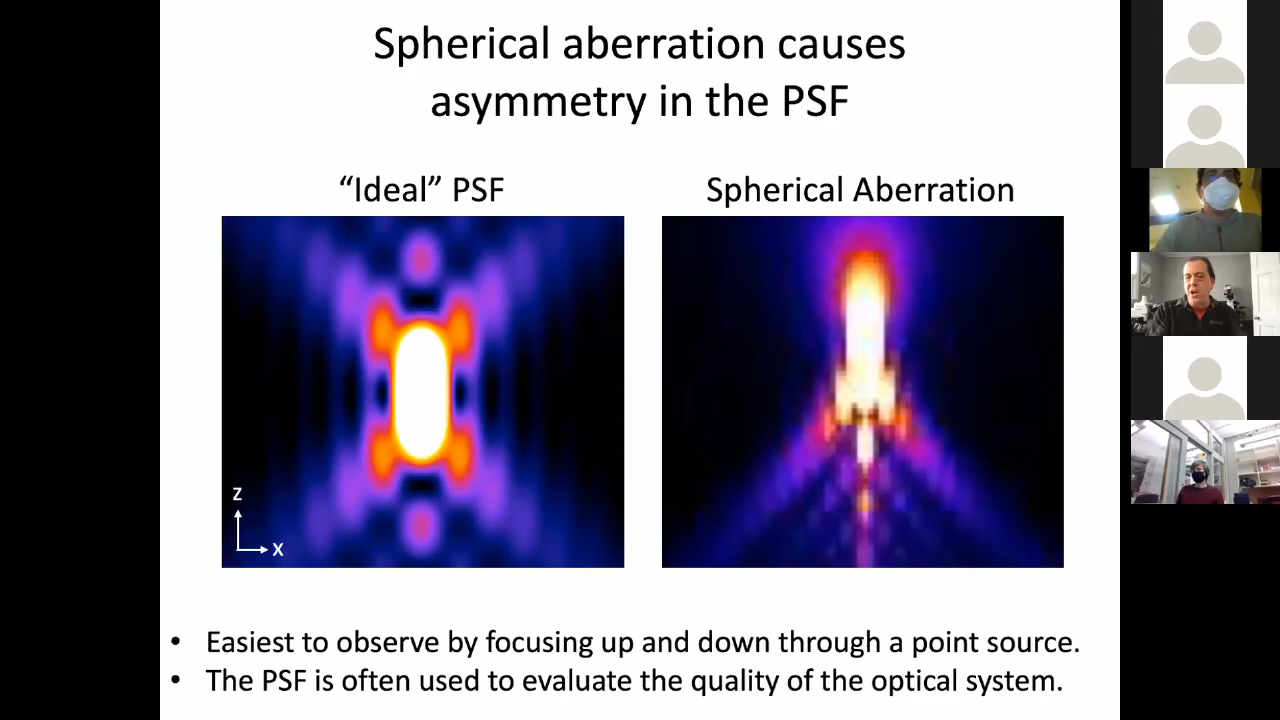 Spherical aberration causes
asymmetry in the PSF
“Ideal” PSF
Spherical Aberration
Z
X
• Easiest to observe by focusing up and down through a point source.
• The PSF is often used to evaluate the quality of the optical system.